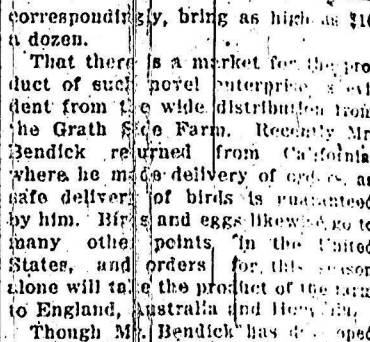 correspondingly, bring as high as $10
a dozen.
That there is a market for the pro
duct of such novel enterprise is evi
dent from the wide distribution from
the Grath Side Farm. Recently Mr
Bendick returned from California
where he made delivery of orders, as
safe delivery of birds is guaranteed
by him. Birds and eggs likewise go to
many other points in the United
States, and orders for this season
alone will take the product of the farm
to England, Australia and
Though Mr. Bendick has developed